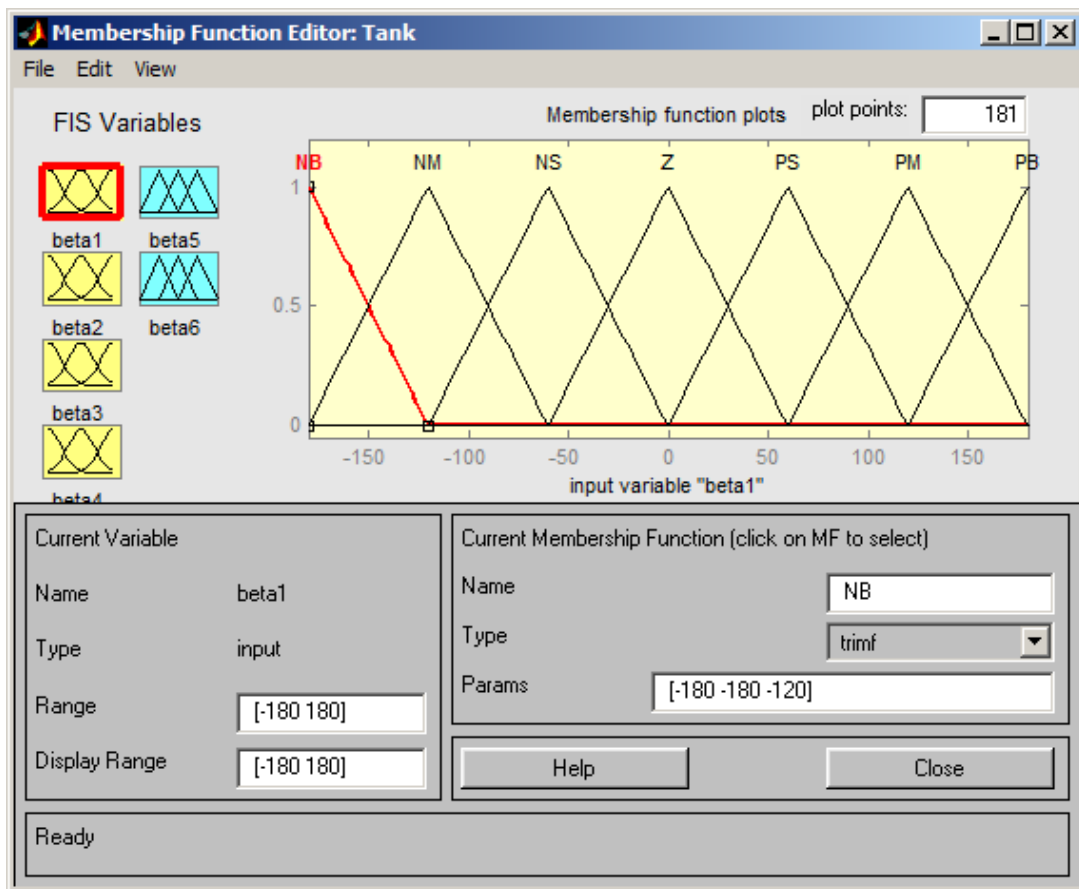 Membership Function Editor: Tank
File Edit View
FIS Variables
Membership function plots
plot points:
181
NB NM NS Z PS PM PB
1
0.5
0
-150 -100 -50 0 50 100 150
input variable "beta1"
beta1 beta5
beta2 beta6
beta3
beta4
Current Variable
Name beta1
Type input
Range [-180 180]
Display Range [-180 180]
Current Membership Function (click on MF to select)
Name NB
Type trimf
Params [-180 -180 -120]
Help Close
Ready